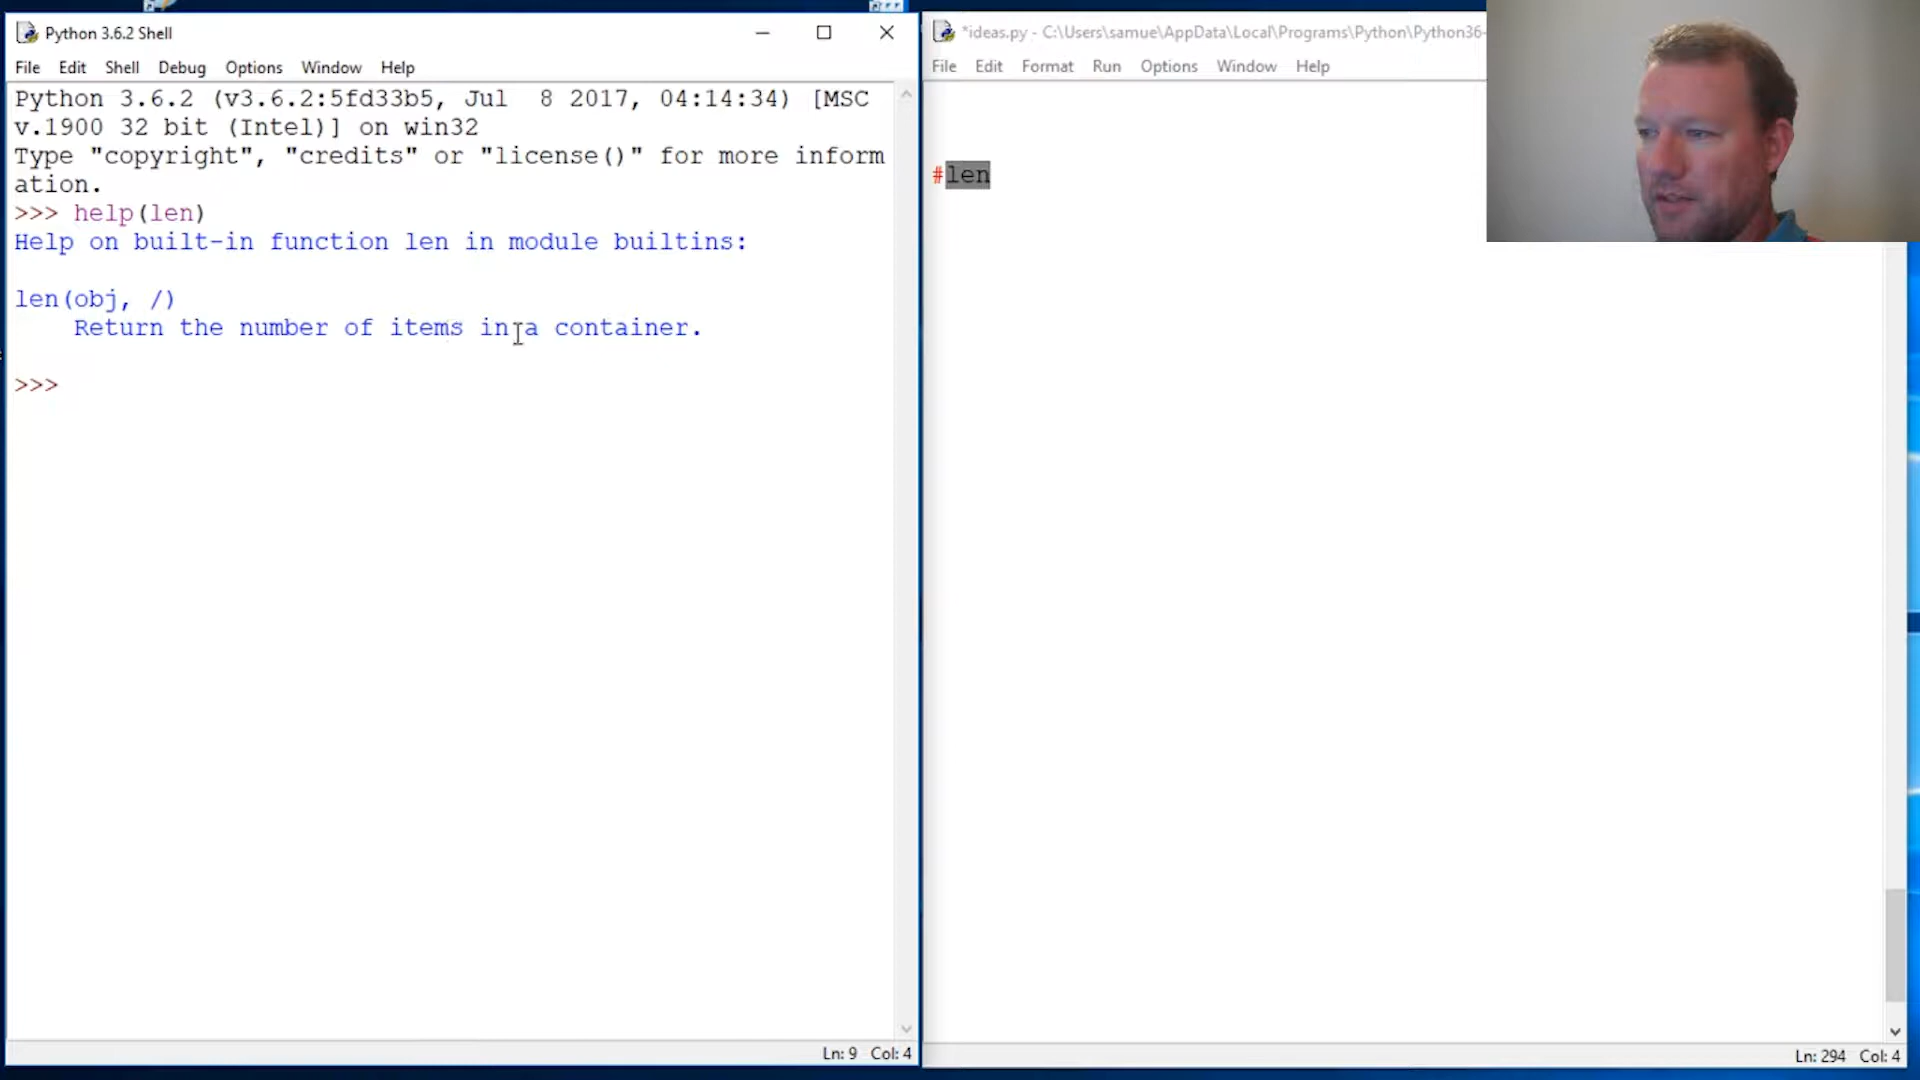 Python 3.6.2 Shell
File Edit Shell Debug Options Window Help
Python 3.6.2 (v3.6.2:5fd33b5, Jul  8 2017, 04:14:34) [MSC
v.1900 32 bit (Intel)] on win32
Type "copyright", "credits" or "license()" for more inform
ation.
>>> help(len)
Help on built-in function len in module builtins:
len(obj, /)
    Return the number of items in a container.
>>>
Ln: 9 Col: 4
*ideas.py - C:\Users\samue\AppData\Local\Programs\Python\Python36-
File Edit Format Run Options Window Help
#len
Ln: 294 Col: 4